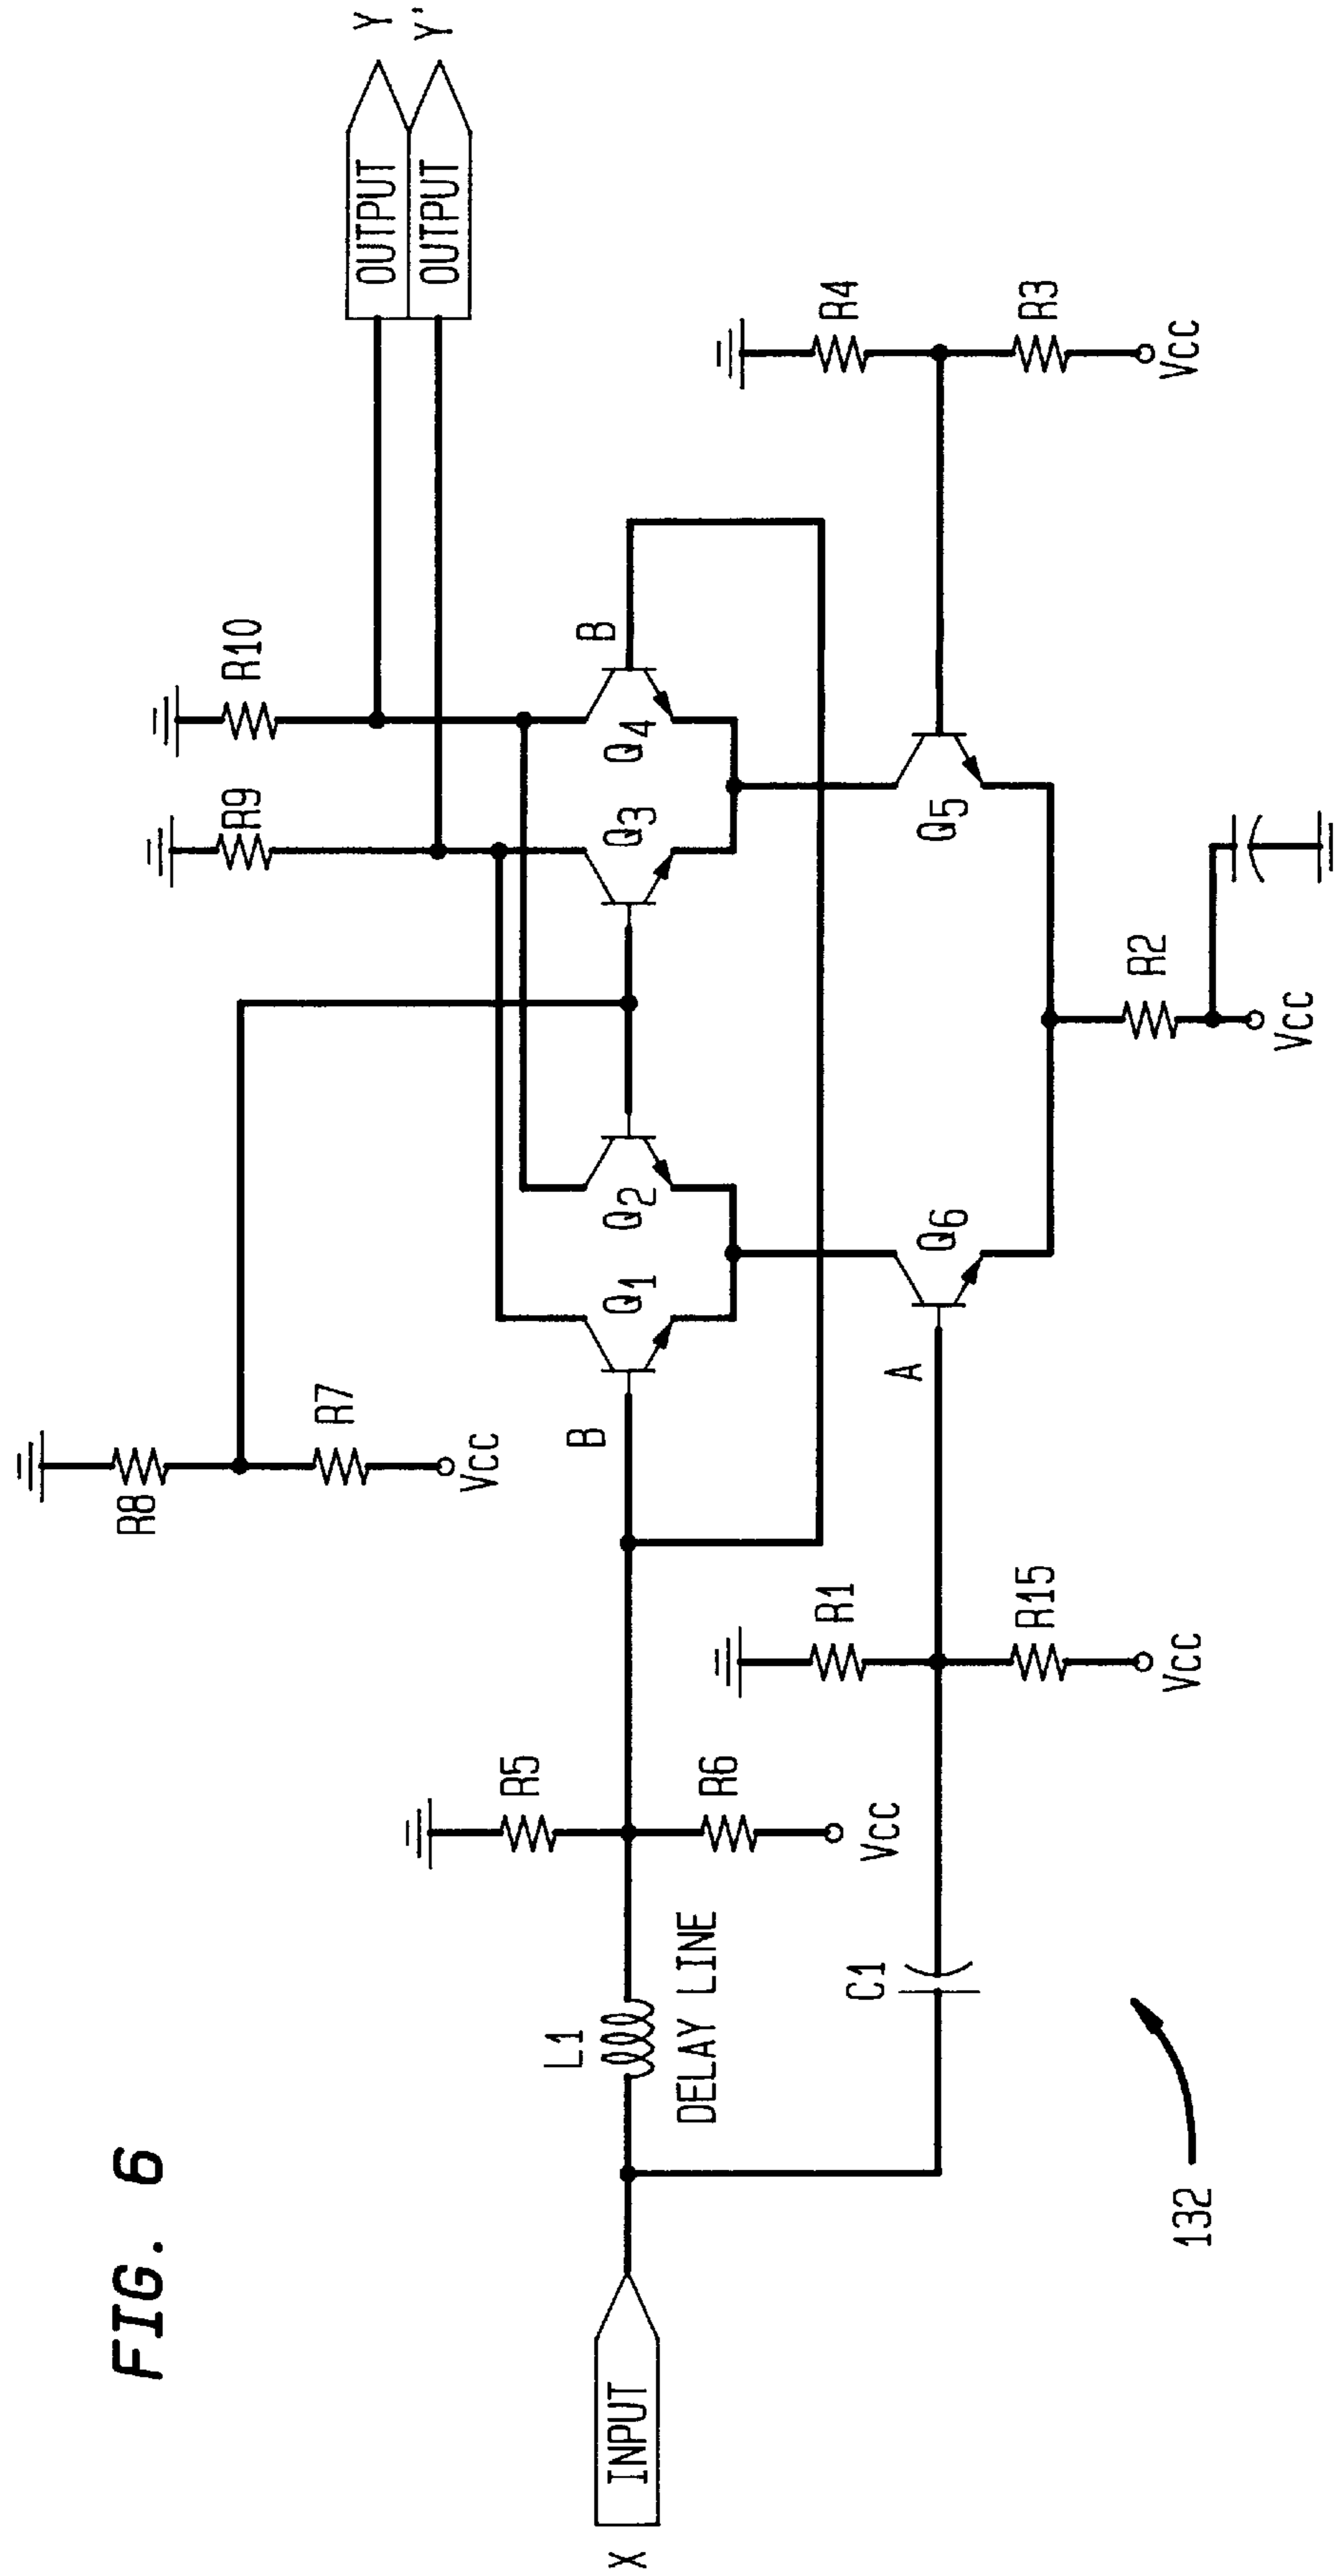 FIG. 6
X
INPUT
L1
DELAY LINE
C1
R5
R6
VCC
R1
R15
VCC
R8
R7
VCC
B
A
Q1
Q2
Q6
R9
R10
Q3
Q4
B
Q5
R2
VCC
R4
R3
VCC
OUTPUT
Y
OUTPUT
Y'
132